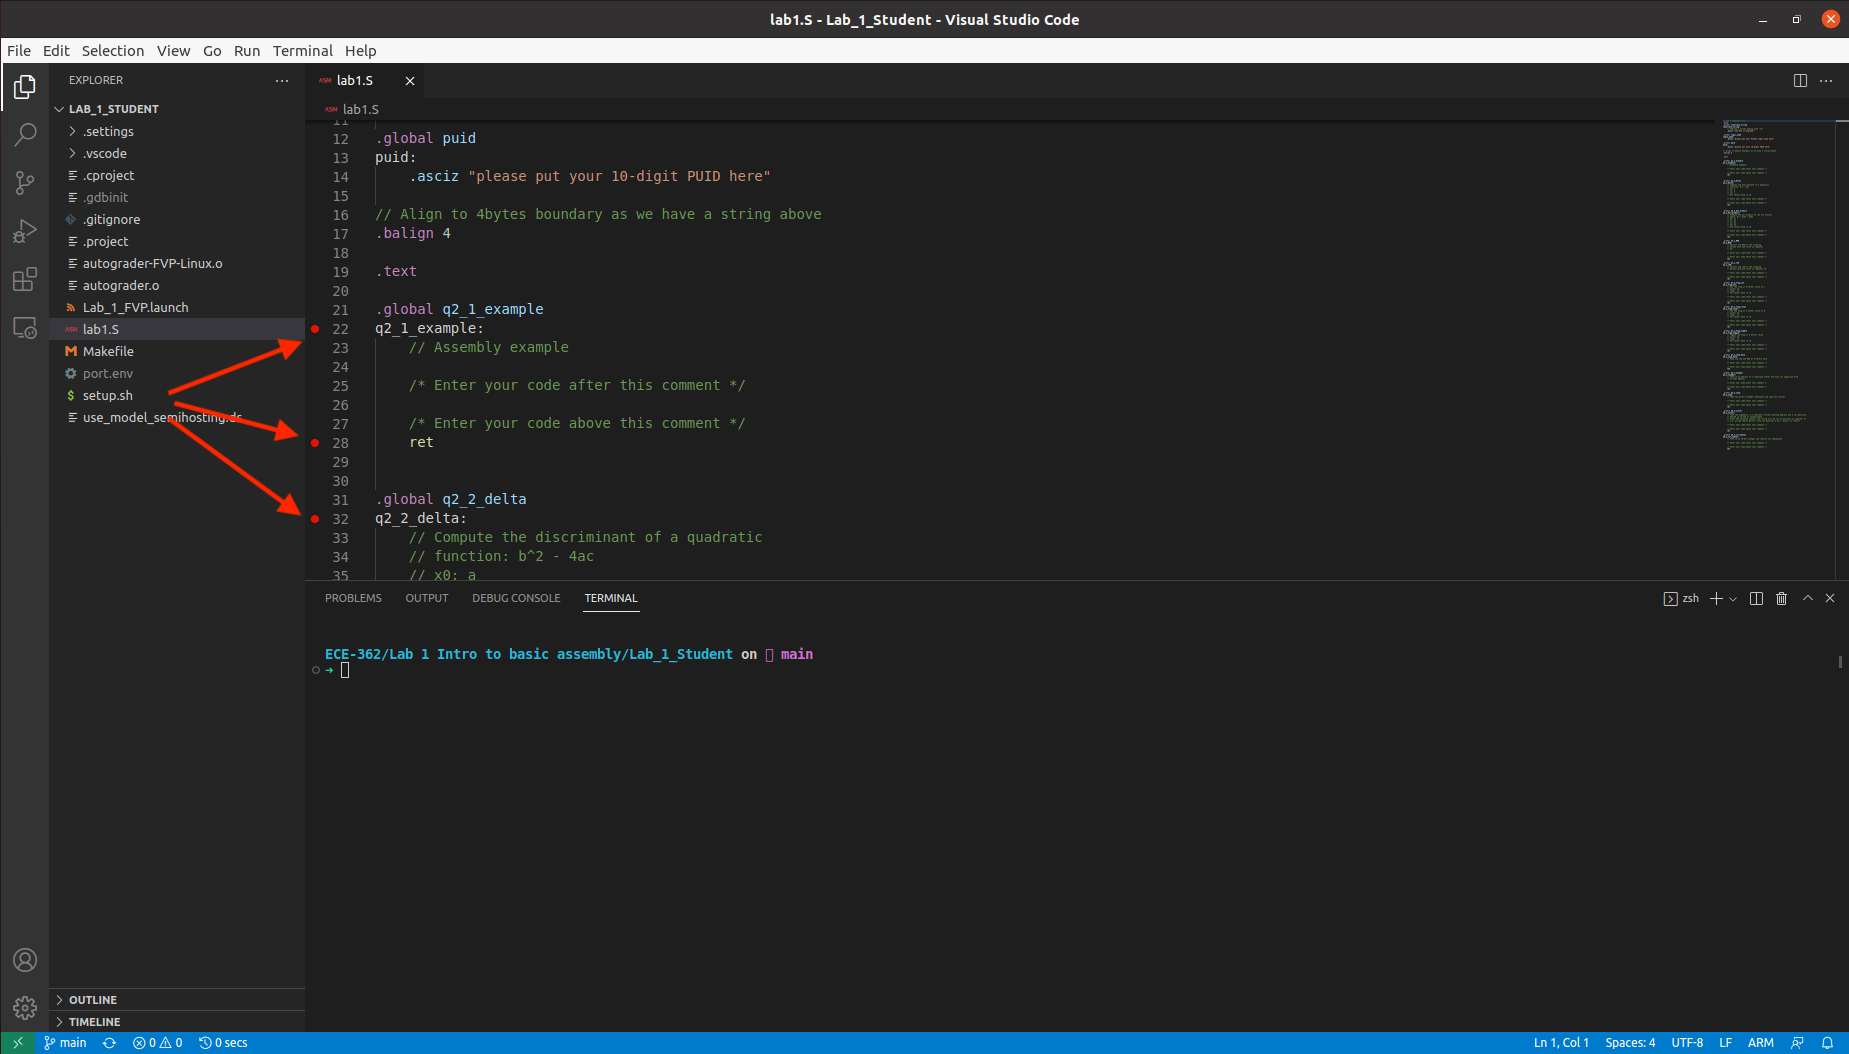 lab1.S - Lab_1_Student - Visual Studio Code
File Edit Selection View Go Run Terminal Help
EXPLORER
LAB_1_STUDENT
.settings
.vscode
.cproject
.gdbinit
.gitignore
.project
autograder-FVP-Linux.o
autograder.o
Lab_1_FVP.launch
ASM lab1.S
Makefile
port.env
setup.sh
use_model_semihosting.ds
OUTLINE
TIMELINE
ASM lab1.S
ASM lab1.S
11
12 .global puid
13 puid:
14 .asciz "please put your 10-digit PUID here"
15
16 // Align to 4bytes boundary as we have a string above
17 .balign 4
18
19 .text
20
21 .global q2_1_example
22 q2_1_example:
23 // Assembly example
24
25 /* Enter your code after this comment */
26
27 /* Enter your code above this comment */
28 ret
29
30
31 .global q2_2_delta
32 q2_2_delta:
33 // Compute the discriminant of a quadratic
34 // function: b^2 - 4ac
35 // x0: a
PROBLEMS OUTPUT DEBUG CONSOLE TERMINAL
zsh
ECE-362/Lab 1 Intro to basic assembly/Lab_1_Student on main
main 0 0 0 secs
Ln 1, Col 1 Spaces: 4 UTF-8 LF ARM